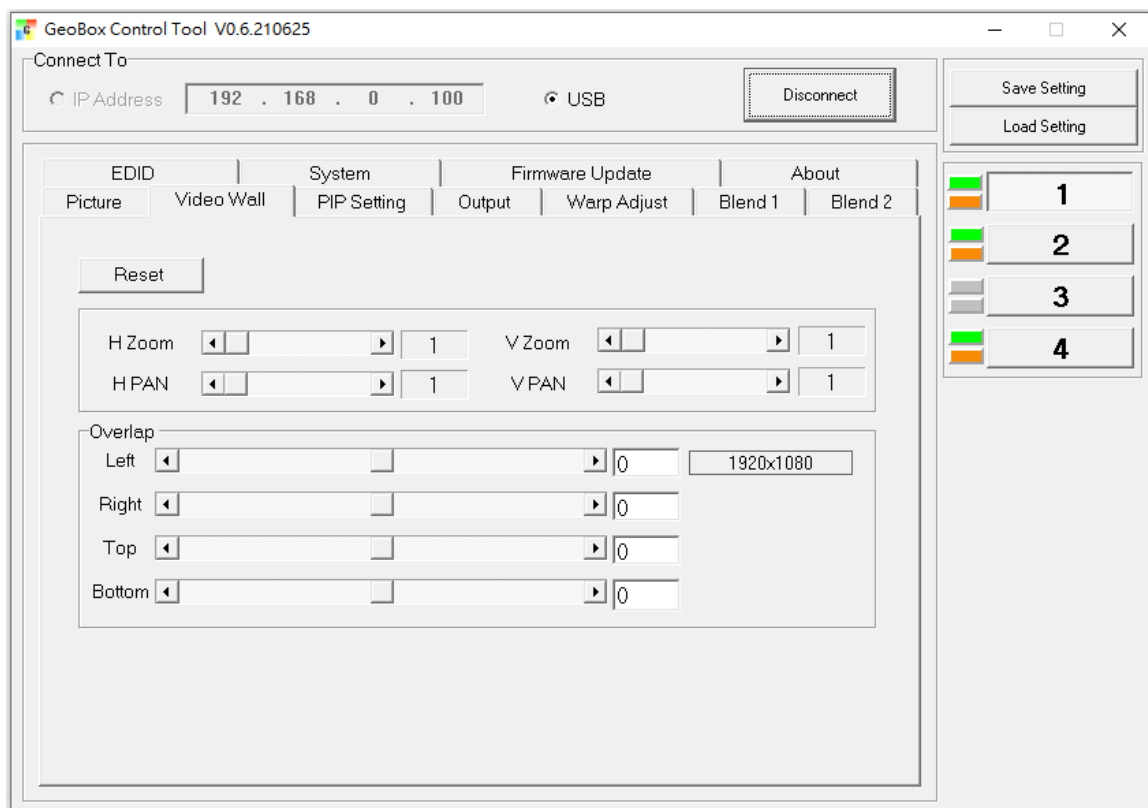 GeoBox Control Tool V0.6.210625
Connect To
IP Address 192 . 168 . 0 . 100 USB Disconnect
Save Setting
Load Setting
EDID System Firmware Update About
Picture Video Wall PIP Setting Output Warp Adjust Blend 1 Blend 2
1
2
3
4
Reset
H Zoom 1 V Zoom 1
H PAN 1 V PAN 1
Overlap
Left 0 1920x1080
Right 0
Top 0
Bottom 0